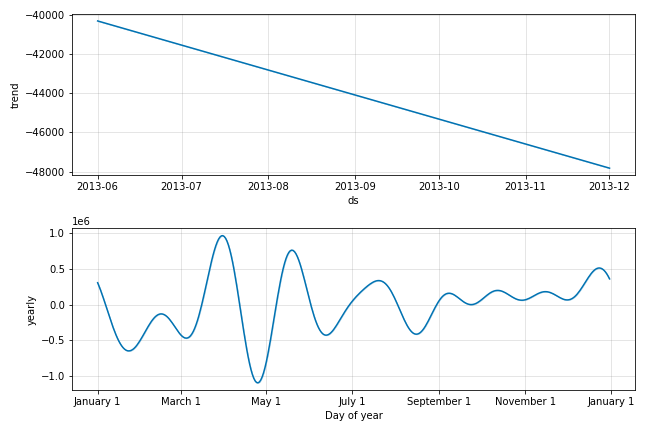 −40000
−42000
−44000
−46000
−48000
trend
2013-06 2013-07 2013-08 2013-09 2013-10 2013-11 2013-12
ds
1e6
1.0
0.5
0.0
−0.5
−1.0
yearly
January 1 March 1 May 1 July 1 September 1 November 1 January 1
Day of year